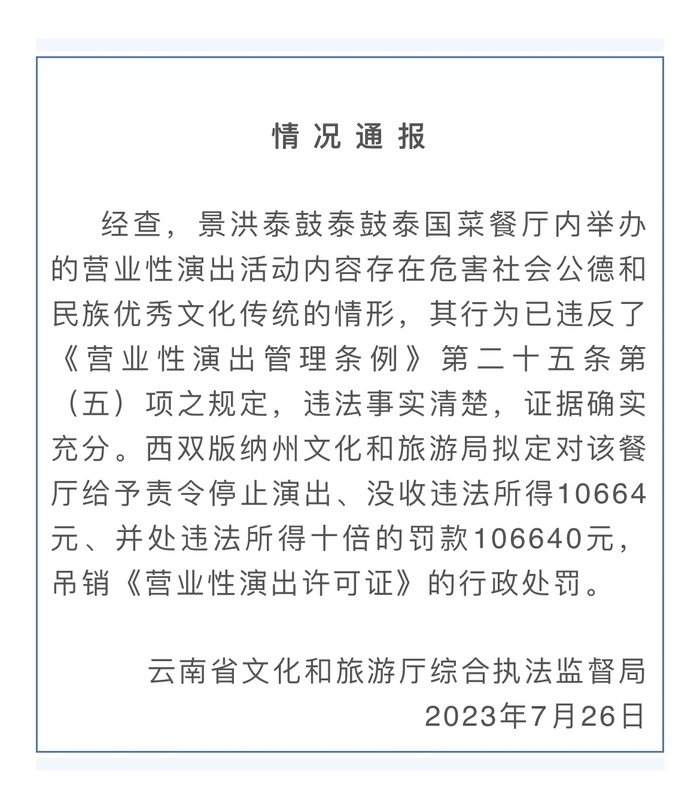 情况通报
经查，景洪泰鼓泰鼓泰国菜餐厅内举办
的营业性演出活动内容存在危害社会公德和
民族优秀文化传统的情形，其行为已违反了
《营业性演出管理条例》第二十五条第
（五）项之规定，违法事实清楚，证据确实
充分。西双版纳州文化和旅游局拟定对该餐
厅给予责令停止演出、没收违法所得10664
元、并处违法所得十倍的罚款106640元，
吊销《营业性演出许可证》的行政处罚。
云南省文化和旅游厅综合执法监督局
2023年7月26日